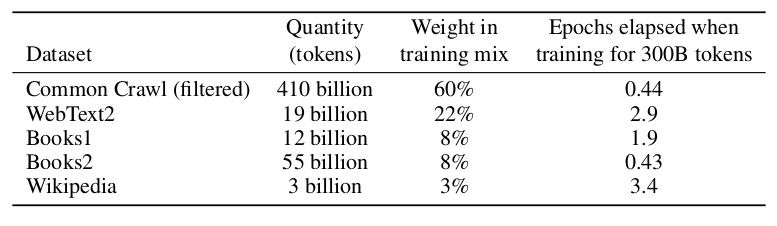 Quantity Weight in Epochs elapsed when
Dataset (tokens) training mix training for 300B tokens
Common Crawl (filtered) 410 billion 60% 0.44
WebText2 19 billion 22% 2.9
Books1 12 billion 8% 1.9
Books2 55 billion 8% 0.43
Wikipedia 3 billion 3% 3.4